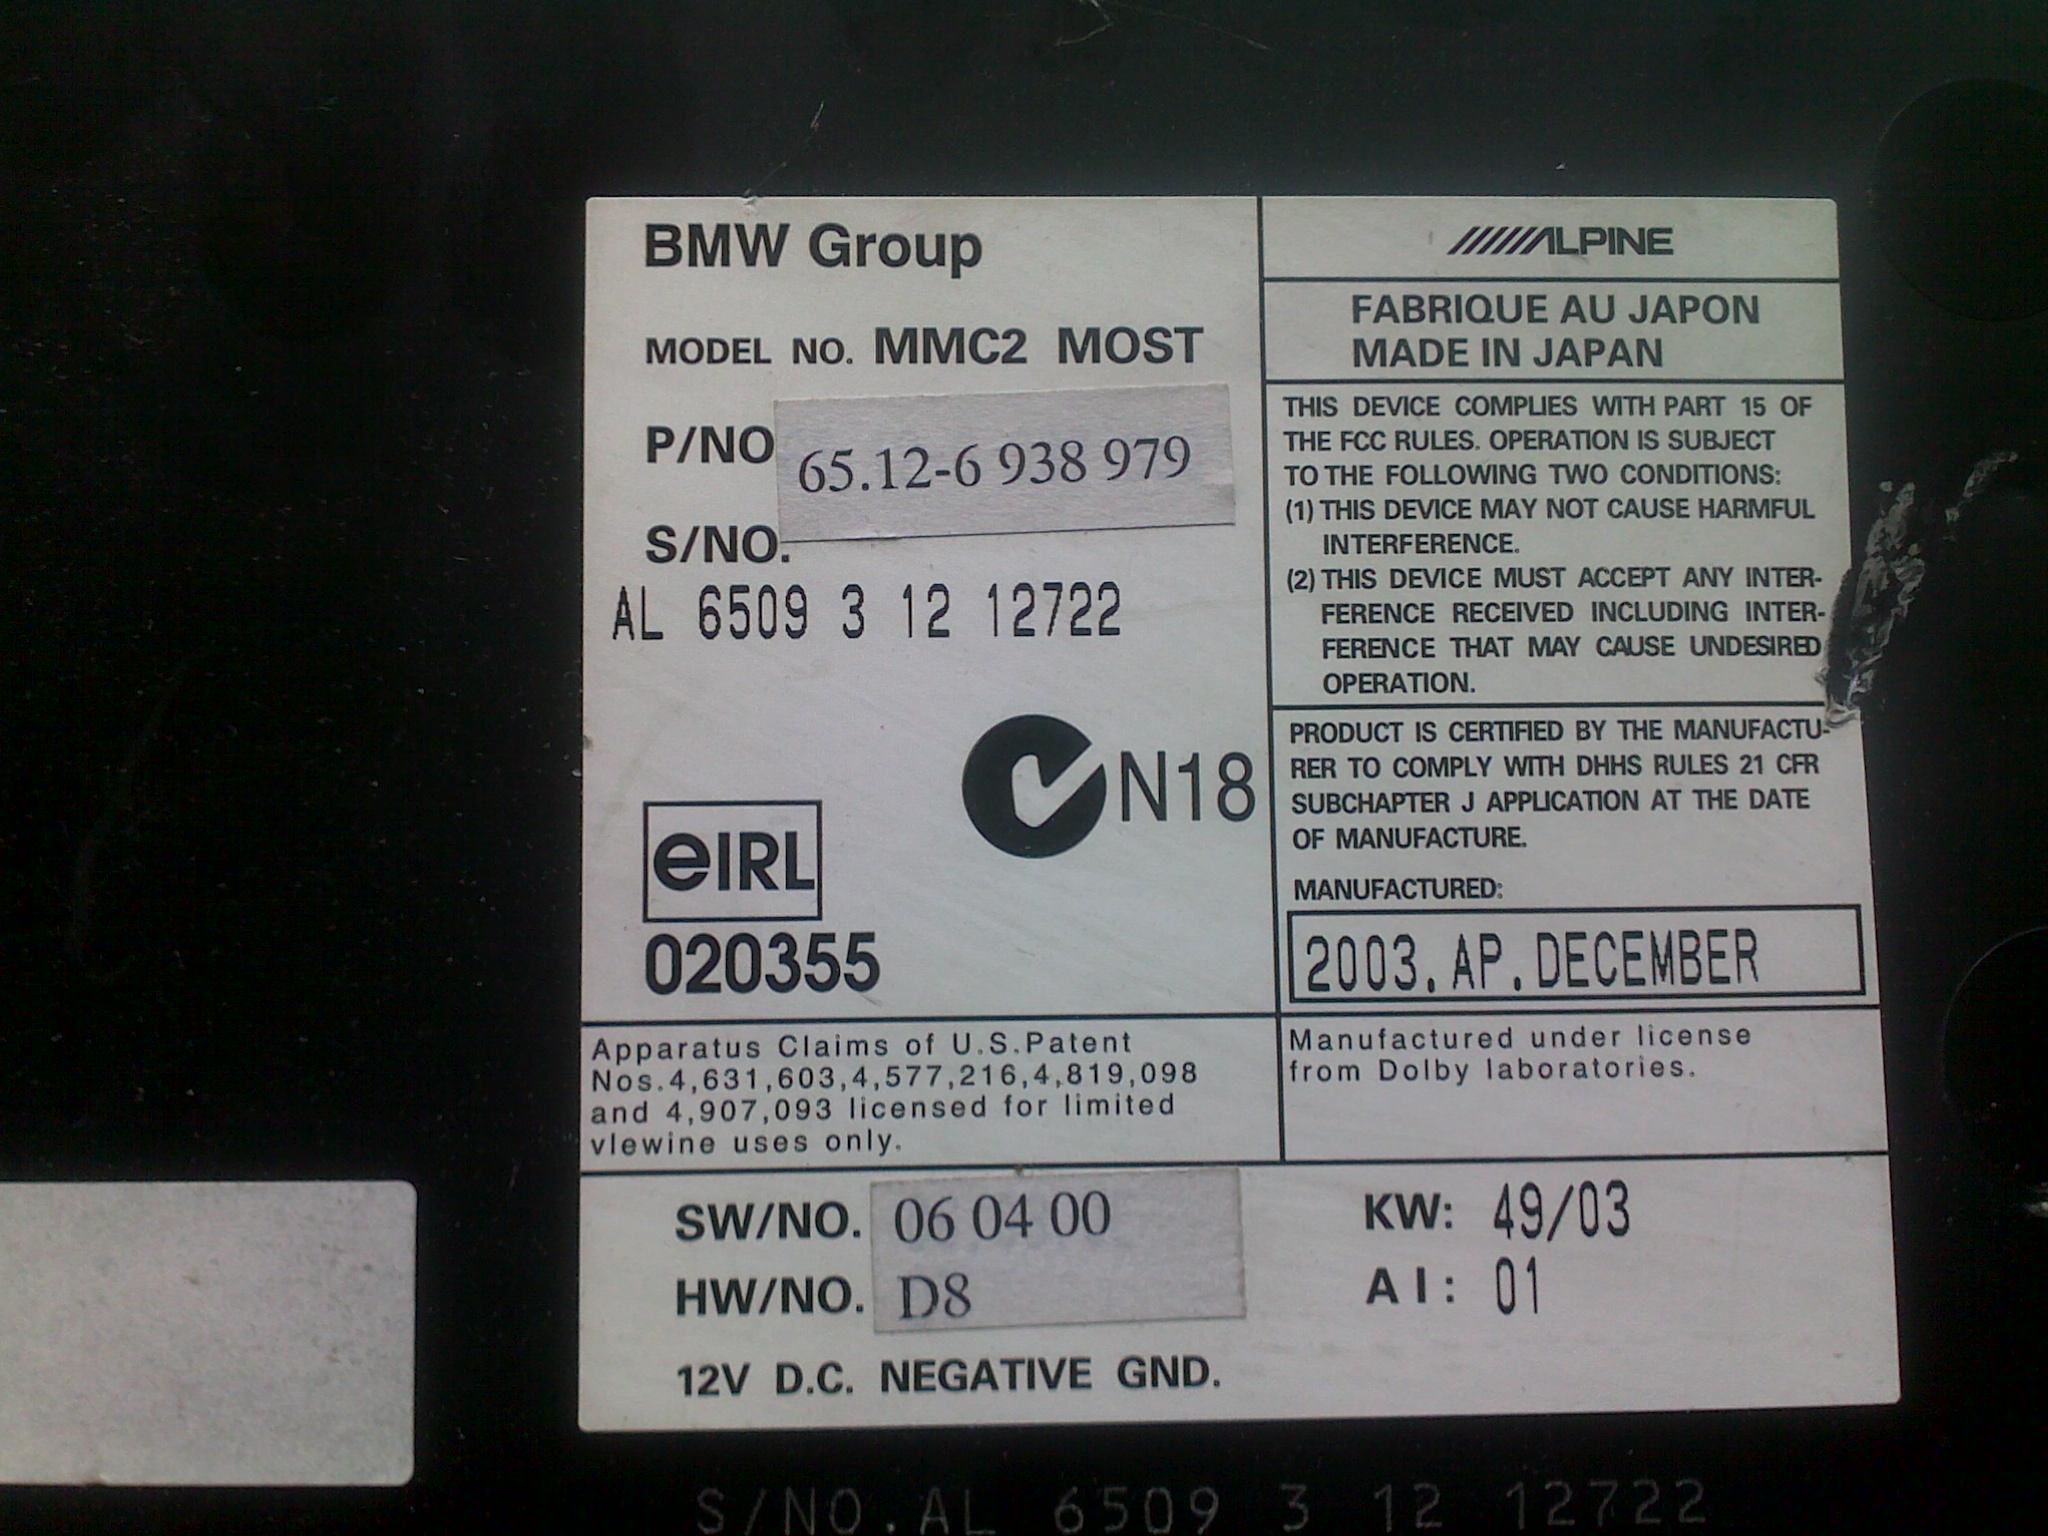 BMW Group
MODEL NO. MMC2 MOST
P/NO 65.12-6 938 979
S/NO.
AL 6509 3 12 12722
N18
eIRL
020355
ALPINE
FABRIQUE AU JAPON
MADE IN JAPAN
THIS DEVICE COMPLIES WITH PART 15 OF
THE FCC RULES. OPERATION IS SUBJECT
TO THE FOLLOWING TWO CONDITIONS:
(1) THIS DEVICE MAY NOT CAUSE HARMFUL
INTERFERENCE.
(2) THIS DEVICE MUST ACCEPT ANY INTER-
FERENCE RECEIVED INCLUDING INTER-
FERENCE THAT MAY CAUSE UNDESIRED
OPERATION.
PRODUCT IS CERTIFIED BY THE MANUFACTU-
RER TO COMPLY WITH DHHS RULES 21 CFR
SUBCHAPTER J APPLICATION AT THE DATE
OF MANUFACTURE.
MANUFACTURED:
2003. AP. DECEMBER
Apparatus Claims of U.S.Patent
Nos.4,631,603,4,577,216,4,819,098
and 4,907,093 licensed for limited
vlewine uses only.
Manufactured under license
from Dolby laboratories.
SW/NO. 06 04 00
HW/NO. D8
KW: 49/03
AI: 01
12V D.C. NEGATIVE GND.
S/NO.AL 6509 3 12 12722